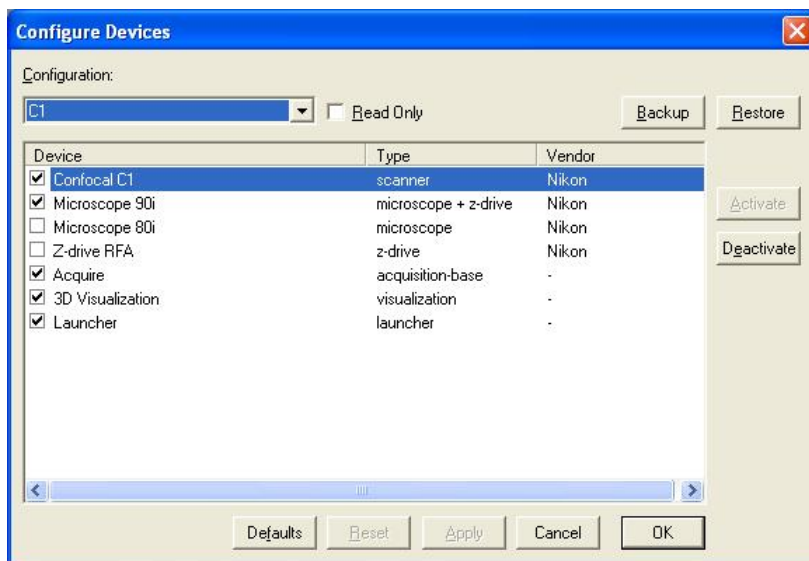 Configure Devices
Configuration:
C1 Read Only Backup Restore
Device Type Vendor
Confocal C1 scanner Nikon
Microscope 90i microscope + z-drive Nikon
Activate
Microscope 80i microscope Nikon
Z-drive RFA z-drive Nikon
Deactivate
Acquire acquisition-base -
3D Visualization visualization -
Launcher launcher -
Defaults Reset Apply Cancel OK